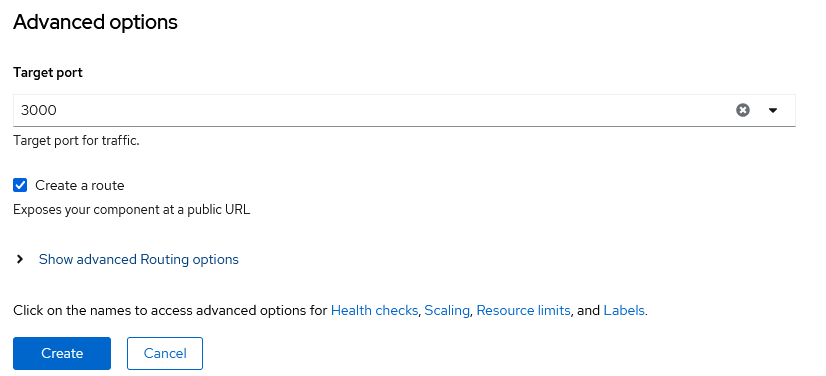 Advanced options
Target port
3000
Target port for traffic.
Create a route
Exposes your component at a public URL
Show advanced Routing options
Click on the names to access advanced options for Health checks, Scaling, Resource limits, and Labels.
Create Cancel